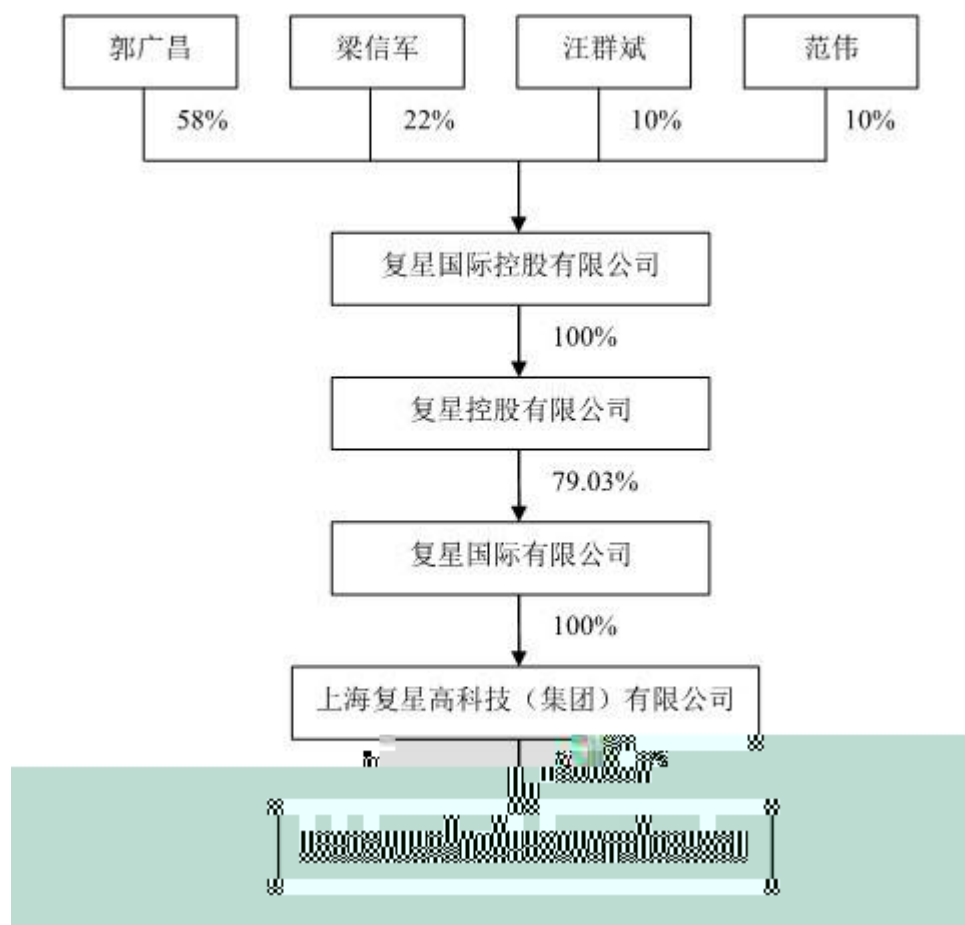 郭广昌
梁信军
汪群斌
范伟
58%
22%
10%
10%
复星国际控股有限公司
100%
复星控股有限公司
79.03%
复星国际有限公司
100%
上海复星高科技（集团）有限公司